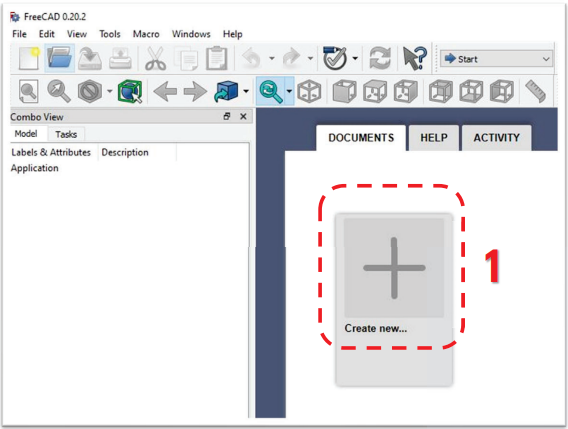 FreeCAD 0.20.2
File Edit View Tools Macro Windows Help
Start
Combo View
Model Tasks
Labels & Attributes Description
Application
DOCUMENTS HELP ACTIVITY
1
Create new...